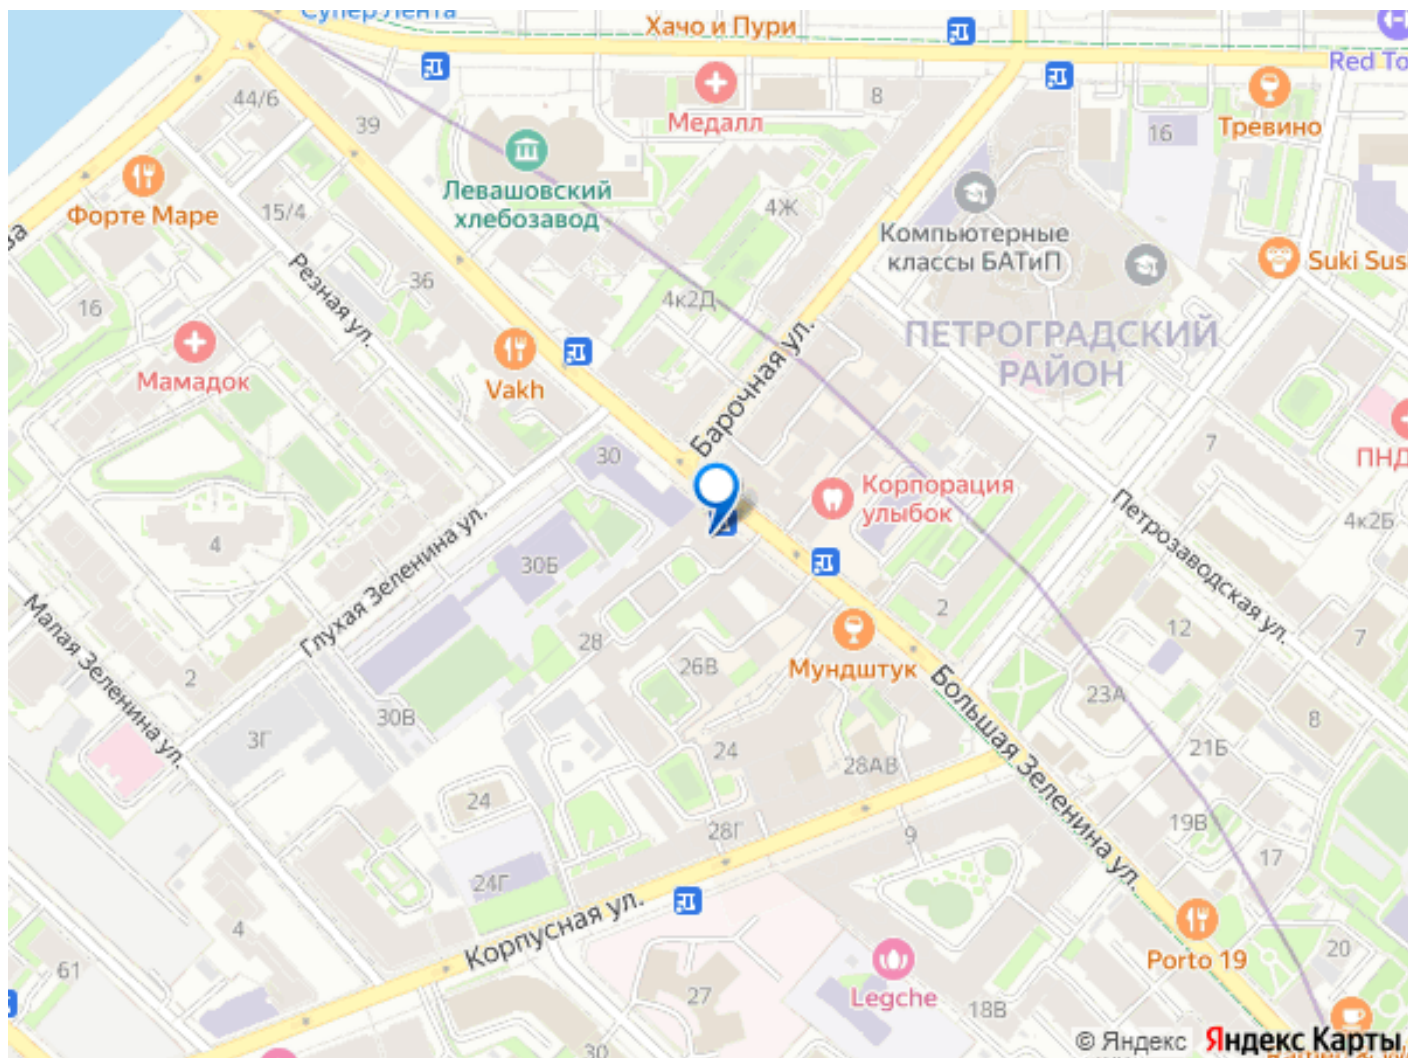 Супер Лента
Хачо и Пури
Red To
44/6
39
Медалл
8
16
Тревино
Форте Маре
Левашовский
хлебозавод
15/4
4Ж
Компьютерные
классы БАТиП
Suki Sus
ва
Резная ул.
36
16
4к2Д
ПЕТРОГРАДСКИЙ
РАЙОН
Мамадок
Vakh
Барочная ул.
7
ПНД
30
Корпорация
улыбок
4к2Б
Петрозаводская ул.
4
30Б
Глухая Зеленина ул.
Малая Зеленина ул.
28
2
12
7
26В
Мундштук
2
23А
Большая Зеленина ул.
30В
3Г
8
24
28АВ
21Б
24
28Г
9
19В
17
24Г
Корпусная ул.
4
61
Porto 19
20
Legche
27
18В
30
© Яндекс
Яндекс Карты